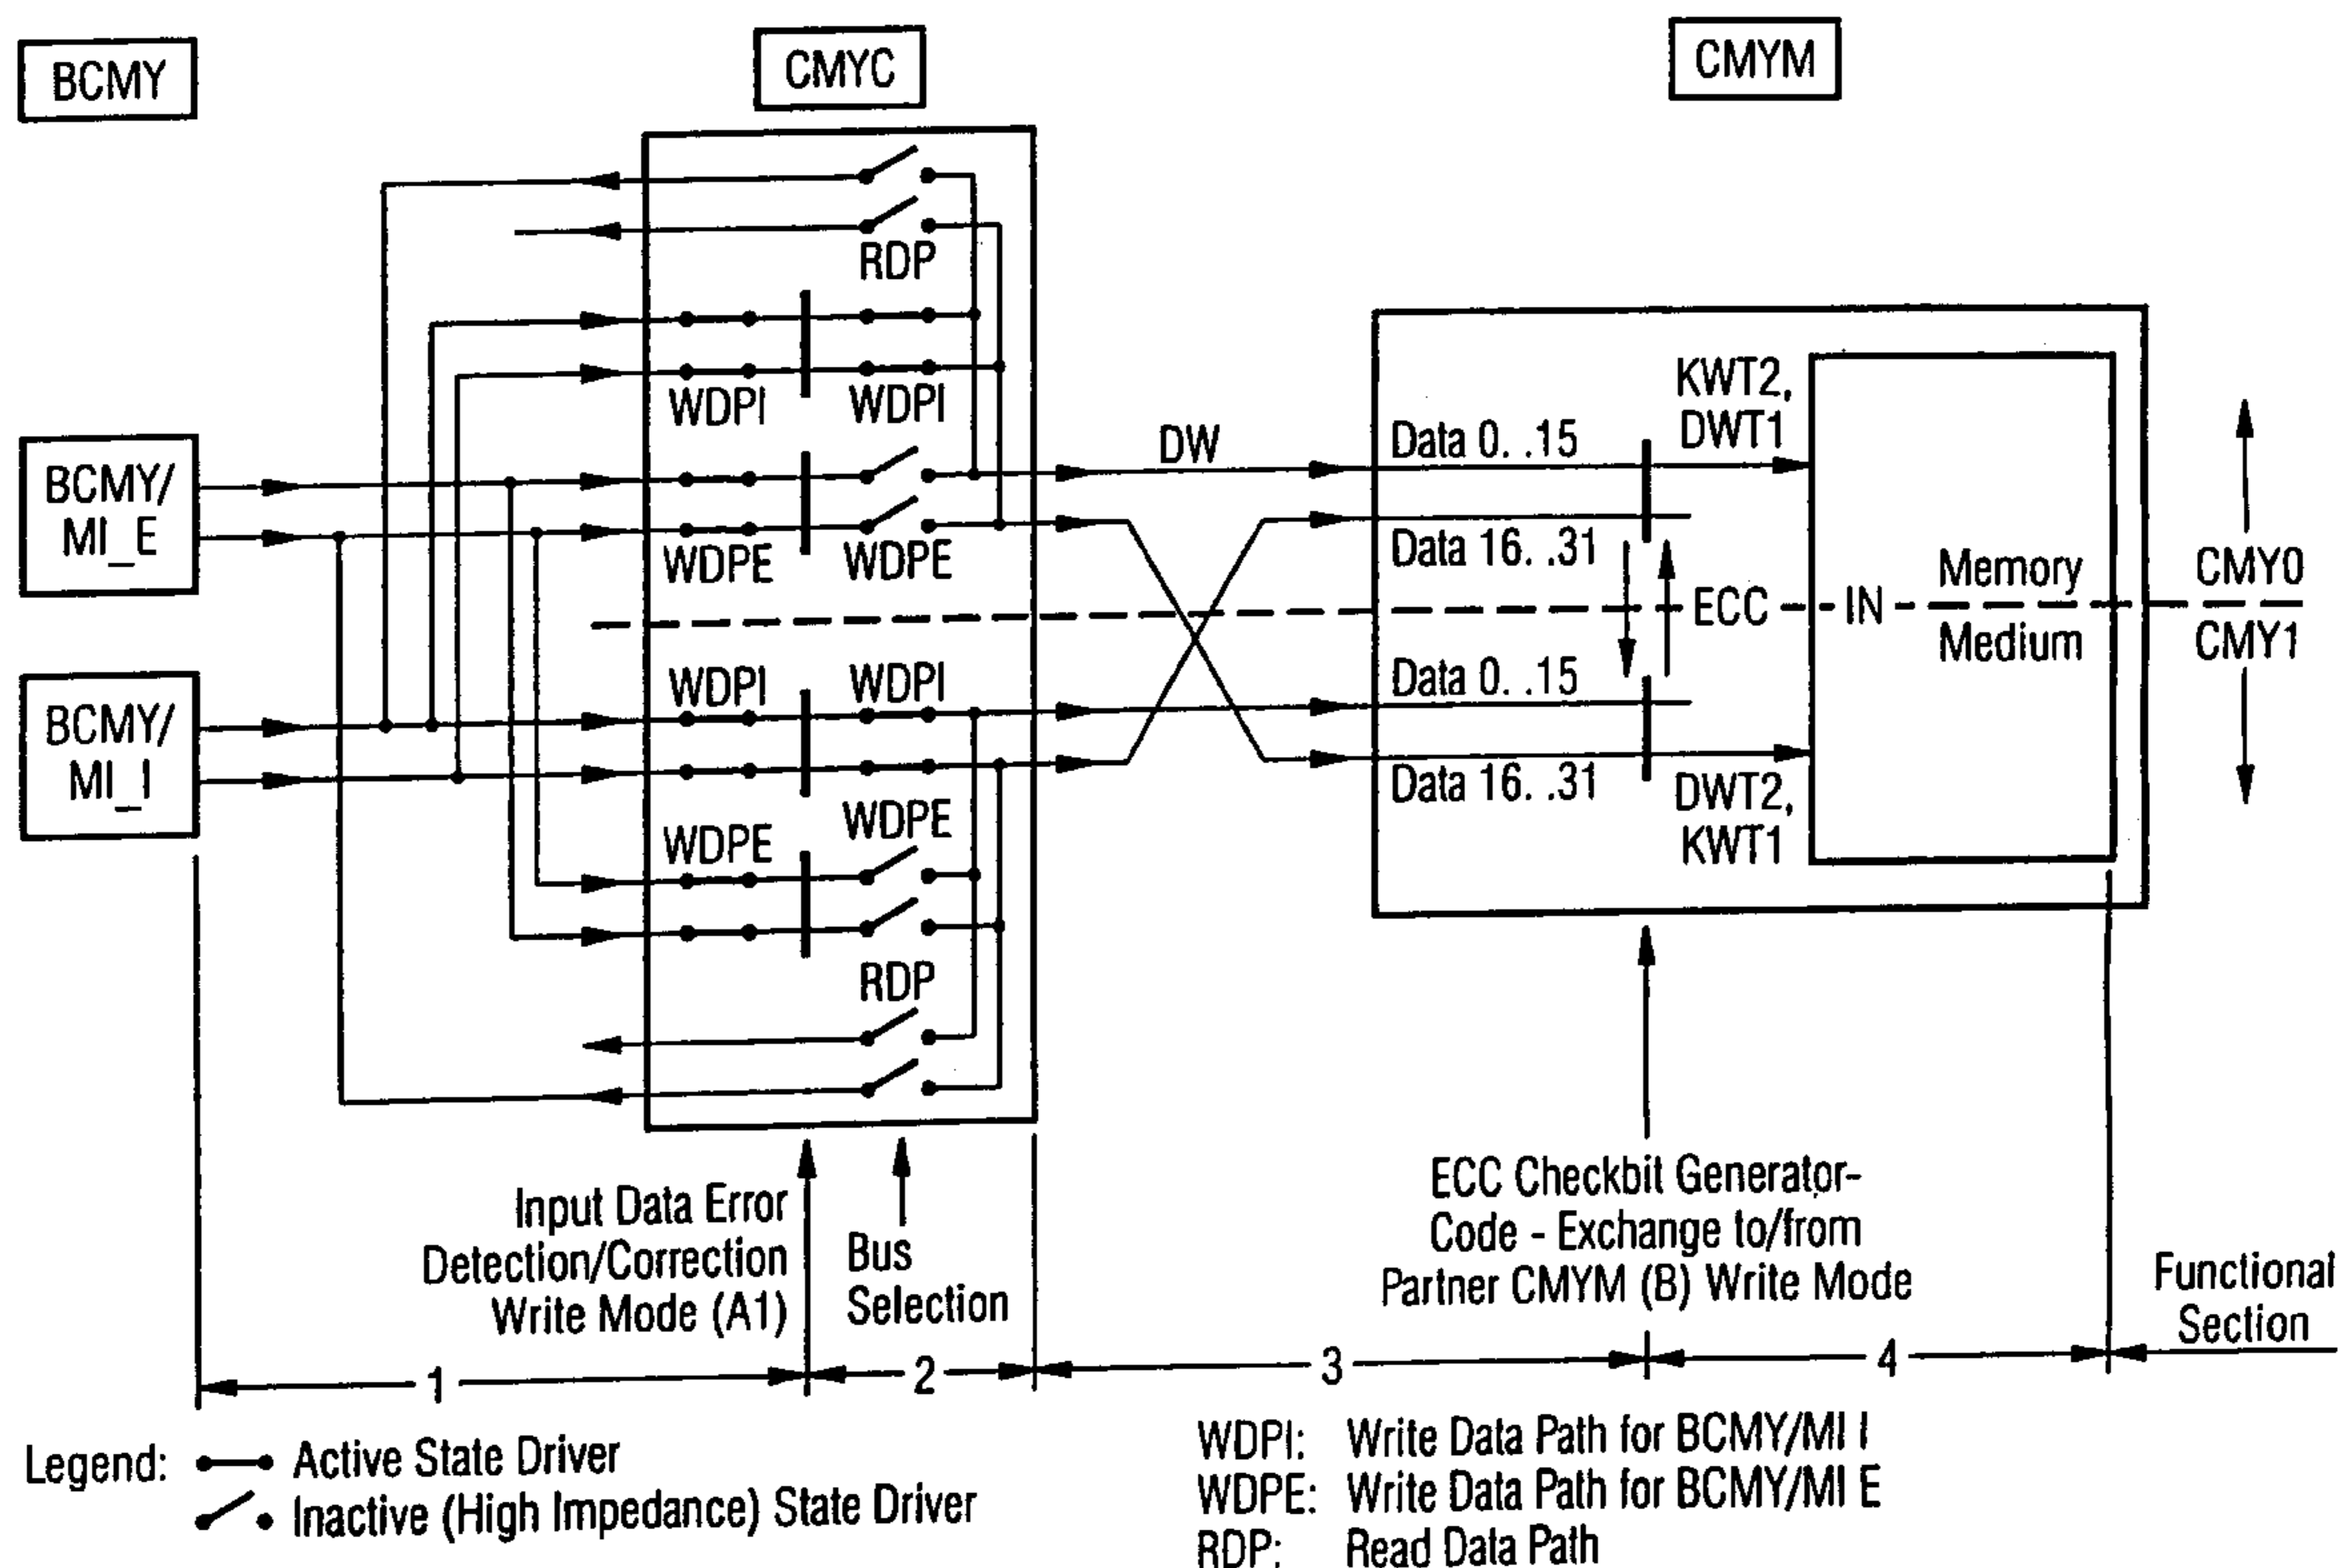 BCMY
CMYC
CMYM
RDP
WDPI
WDPI
BCMY/
MI_E
WDPE
WDPE
DW
Data 0. .15
Data 16. .31
KWT2,
DWT1
ECC
IN
Memory
Medium
CMY0
CMY1
BCMY/
MI_I
WDPI
WDPI
Data 0. .15
Data 16. .31
DWT2,
KWT1
WDPE
WDPE
RDP
Input Data Error
Detection/Correction
Write Mode (A1)
Bus
Selection
ECC Checkbit Generator-
Code - Exchange to/from
Partner CMYM (B) Write Mode
Functional
Section
1
2
3
4
Legend:
Active State Driver
Inactive (High Impedance) State Driver
WDPI: Write Data Path for BCMY/MI I
WDPE: Write Data Path for BCMY/MI E
RDP: Read Data Path